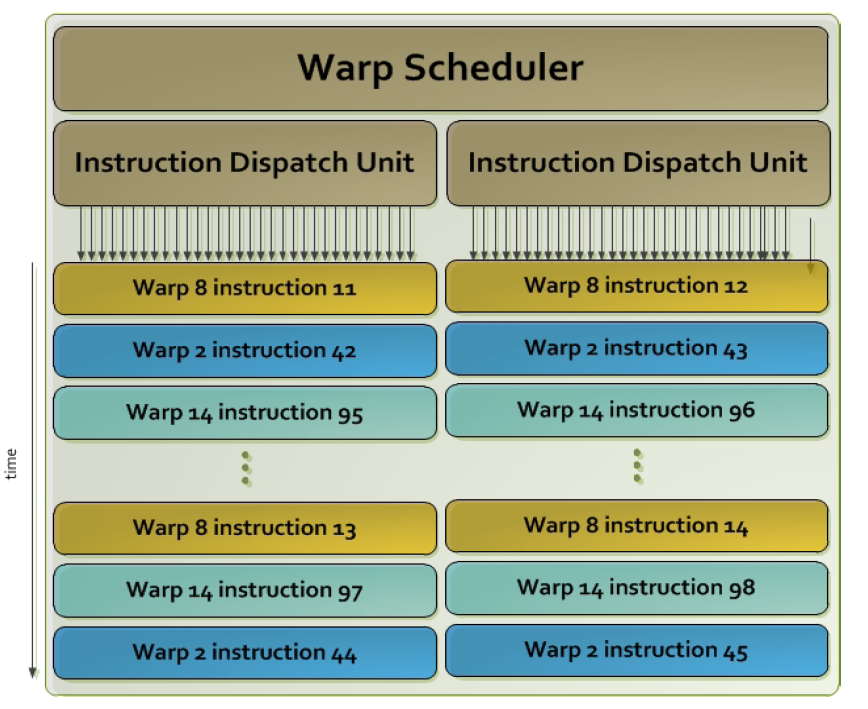 Warp Scheduler
Instruction Dispatch Unit
Instruction Dispatch Unit
Warp 8 instruction 11
Warp 8 instruction 12
Warp 2 instruction 42
Warp 2 instruction 43
Warp 14 instruction 95
Warp 14 instruction 96
time
Warp 8 instruction 13
Warp 8 instruction 14
Warp 14 instruction 97
Warp 14 instruction 98
Warp 2 instruction 44
Warp 2 instruction 45